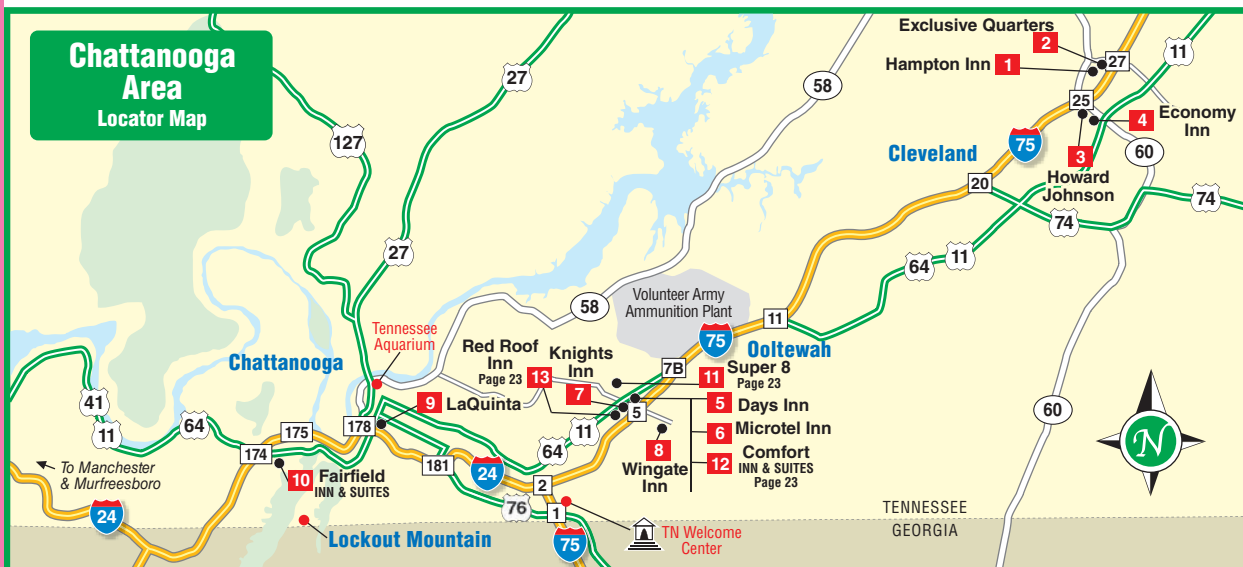 Chattanooga
Area
Locator Map
Exclusive Quarters
2
Hampton Inn 1
27
11
27
58
25
4 Economy
Inn
127
75
Cleveland
3
Howard
Johnson
60
20
74
74
27
64
11
Volunteer Army
Ammunition Plant
58
11
75
Ooltewah
Tennessee
Aquarium
Chattanooga
Red Roof
Inn
Page 23
13
Knights
Inn
7
7B
11 Super 8
Page 23
5 Days Inn
5
6 Microtel Inn
12 Comfort
INN & SUITES
Page 23
8
Wingate
Inn
9 LaQuinta
41
11
64
175
178
174
181
24
64
11
2
60
N
To Manchester
& Murfreesboro
10 Fairfield
INN & SUITES
24
76
1
TN Welcome
Center
75
Lockout Mountain
TENNESSEE
GEORGIA